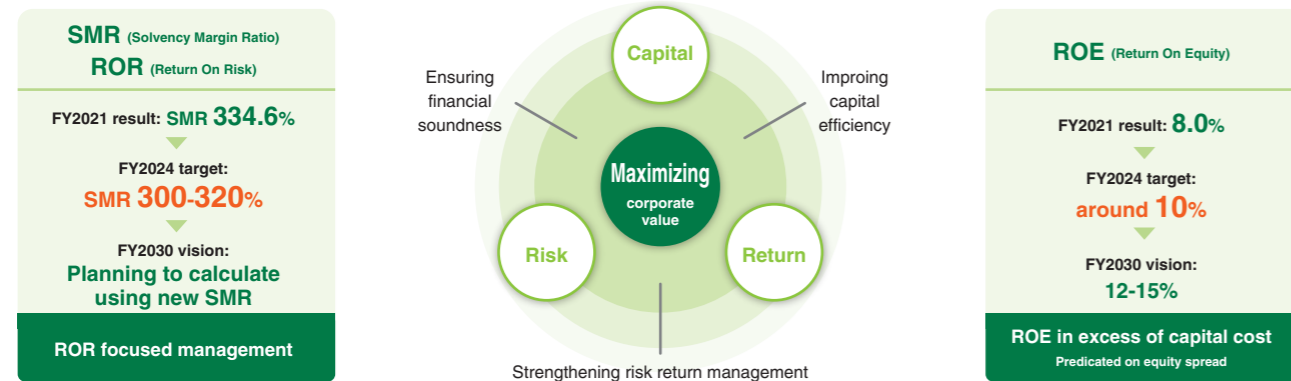 SMR (Solvency Margin Ratio)
ROR (Return On Risk)
FY2021 result: SMR 334.6%
FY2024 target:
SMR 300-320%
FY2030 vision:
Planning to calculate
using new SMR
ROR focused management
Ensuring
financial
soundness
Capital
Improing
capital
efficiency
Maximizing
corporate
value
Risk
Return
Strengthening risk return management
ROE (Return On Equity)
FY2021 result: 8.0%
FY2024 target:
around 10%
FY2030 vision:
12-15%
ROE in excess of capital cost
Predicated on equity spread